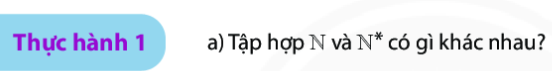 Thực hành 1
a) Tập hợp ℕ và ℕ* có gì khác nhau?